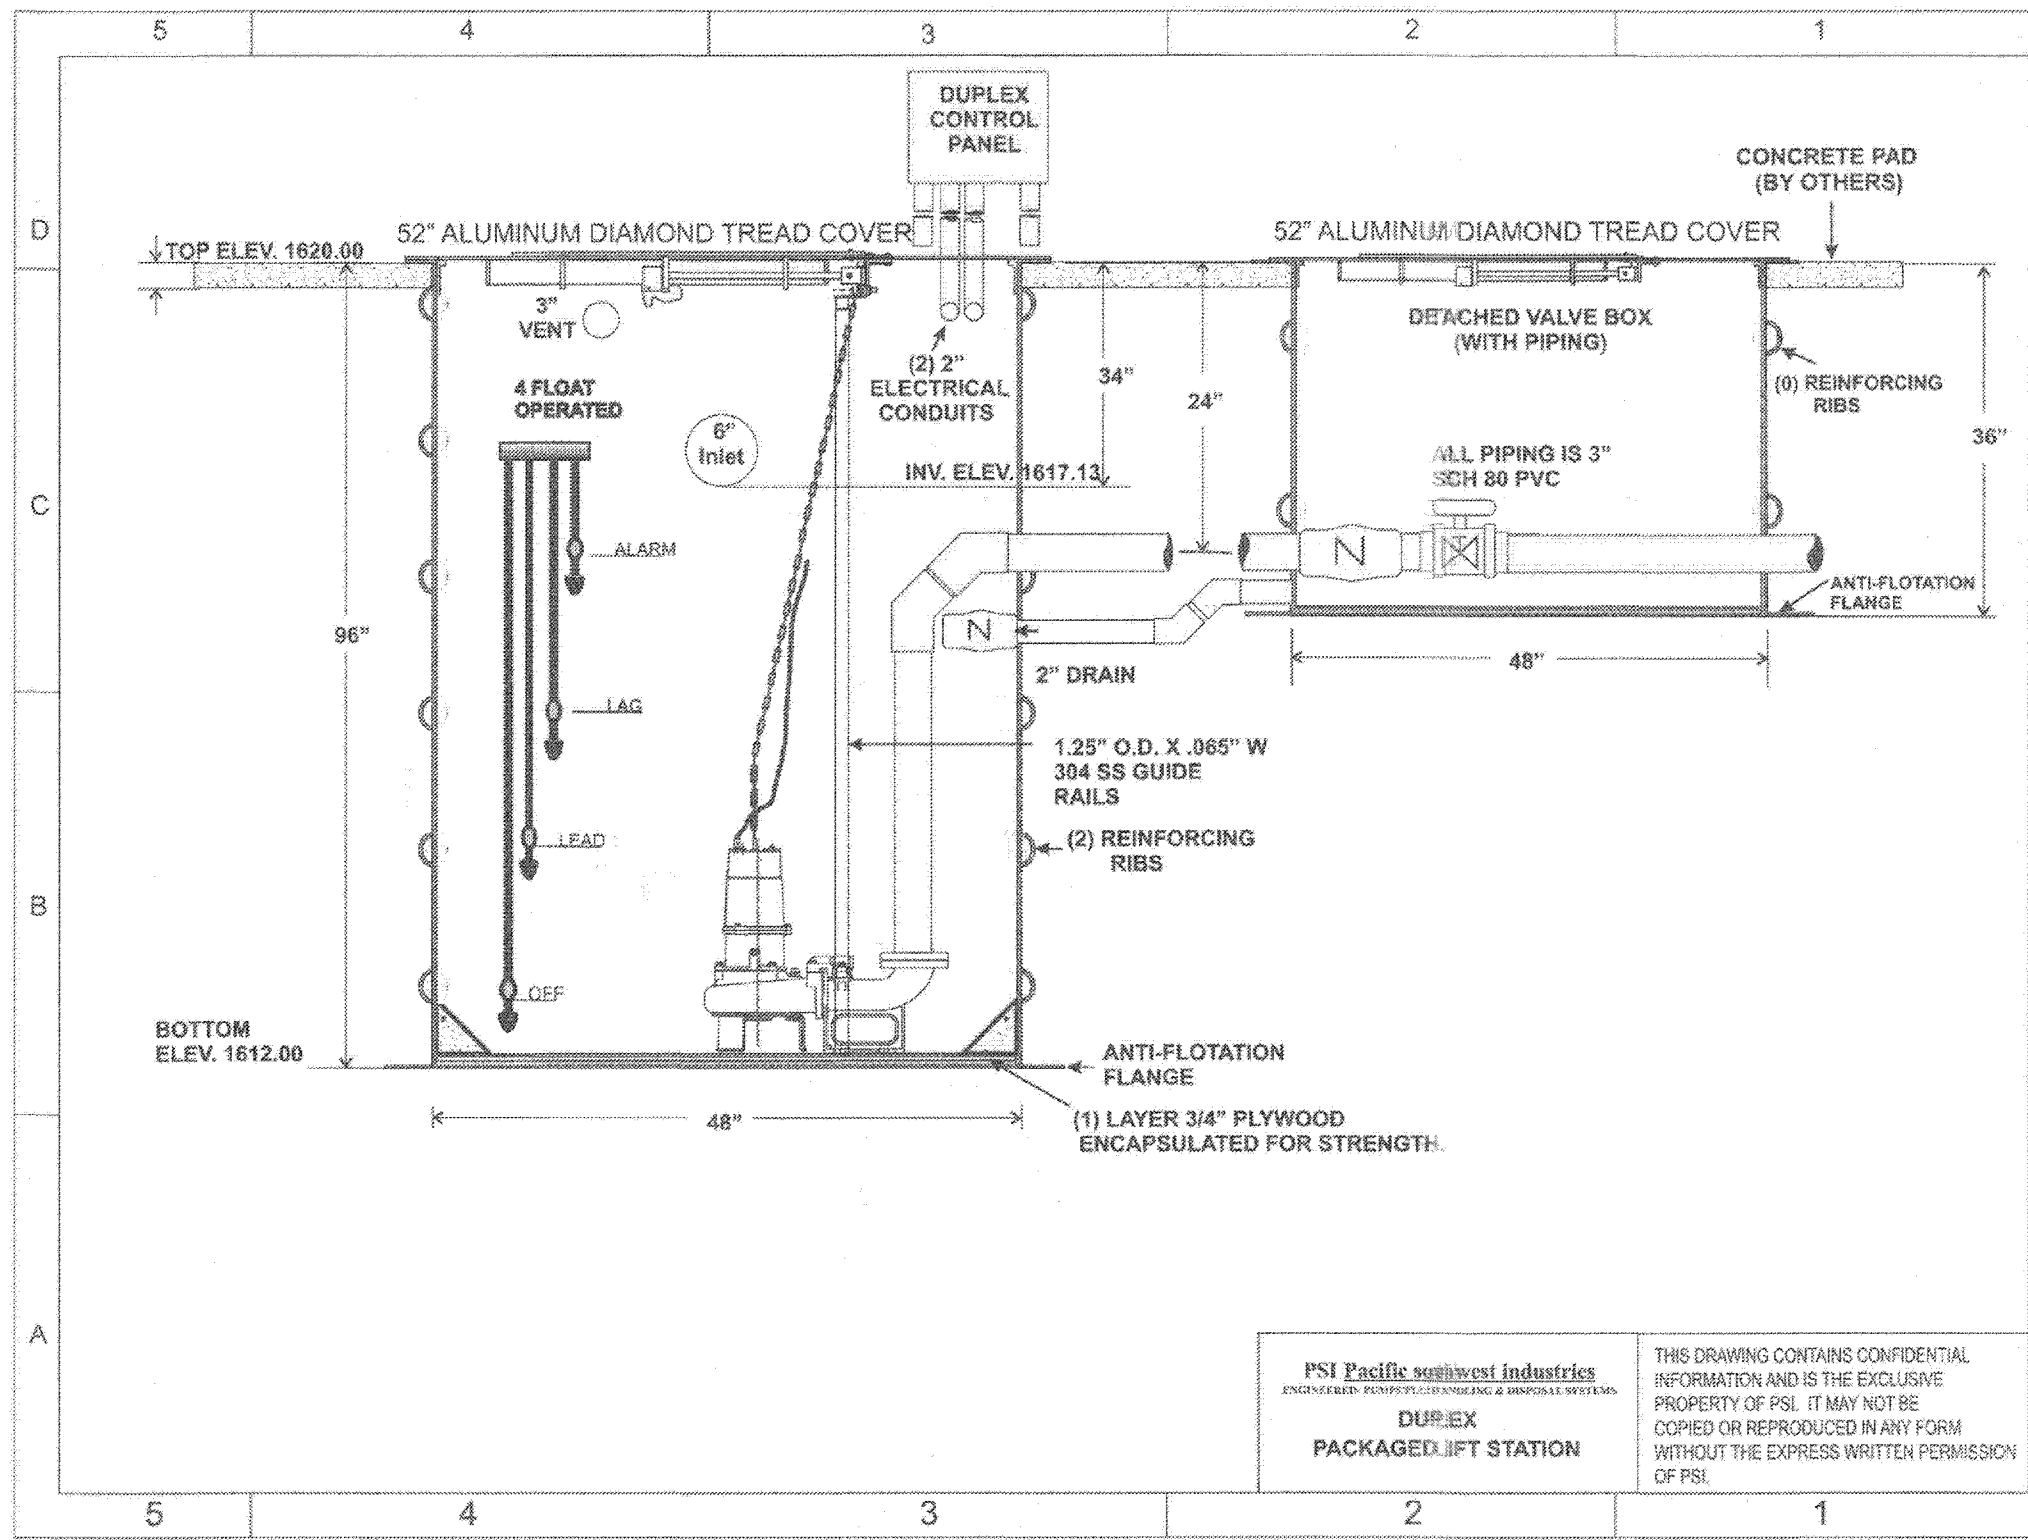 5 4 3 2 1
DUPLEX
CONTROL
PANEL
CONCRETE PAD
(BY OTHERS)
D
52" ALUMINUM DIAMOND TREAD COVER
52" ALUMINUM DIAMOND TREAD COVER
TOP ELEV. 1620.00
3"
VENT
(2) 2"
ELECTRICAL
CONDUITS
34"
24"
DETACHED VALVE BOX
(WITH PIPING)
(0) REINFORCING
RIBS
36"
4 FLOAT
OPERATED
6"
Inlet
INV. ELEV. 1617.13
ALL PIPING IS 3"
SCH 80 PVC
C
ALARM
Z
ANTI-FLOTATION
FLANGE
96"
Z
48"
2" DRAIN
LAG
1.25" O.D. X .065" W
304 SS GUIDE
RAILS
LEAD
(2) REINFORCING
RIBS
B
OFF
BOTTOM
ELEV. 1612.00
ANTI-FLOTATION
FLANGE
48"
(1) LAYER 3/4" PLYWOOD
ENCAPSULATED FOR STRENGTH.
A
PSI Pacific southwest industries
DUPLEX
PACKAGED LIFT STATION
THIS DRAWING CONTAINS CONFIDENTIAL
INFORMATION AND IS THE EXCLUSIVE
PROPERTY OF PSI. IT MAY NOT BE
COPIED OR REPRODUCED IN ANY FORM
WITHOUT THE EXPRESS WRITTEN PERMISSION
OF PSI.
5 4 3 2 1